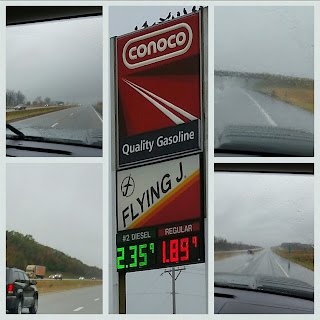 CONOCO
Quality Gasoline
FLYING J.
#2 DIESEL REGULAR
2.35⁹ 1.89⁹